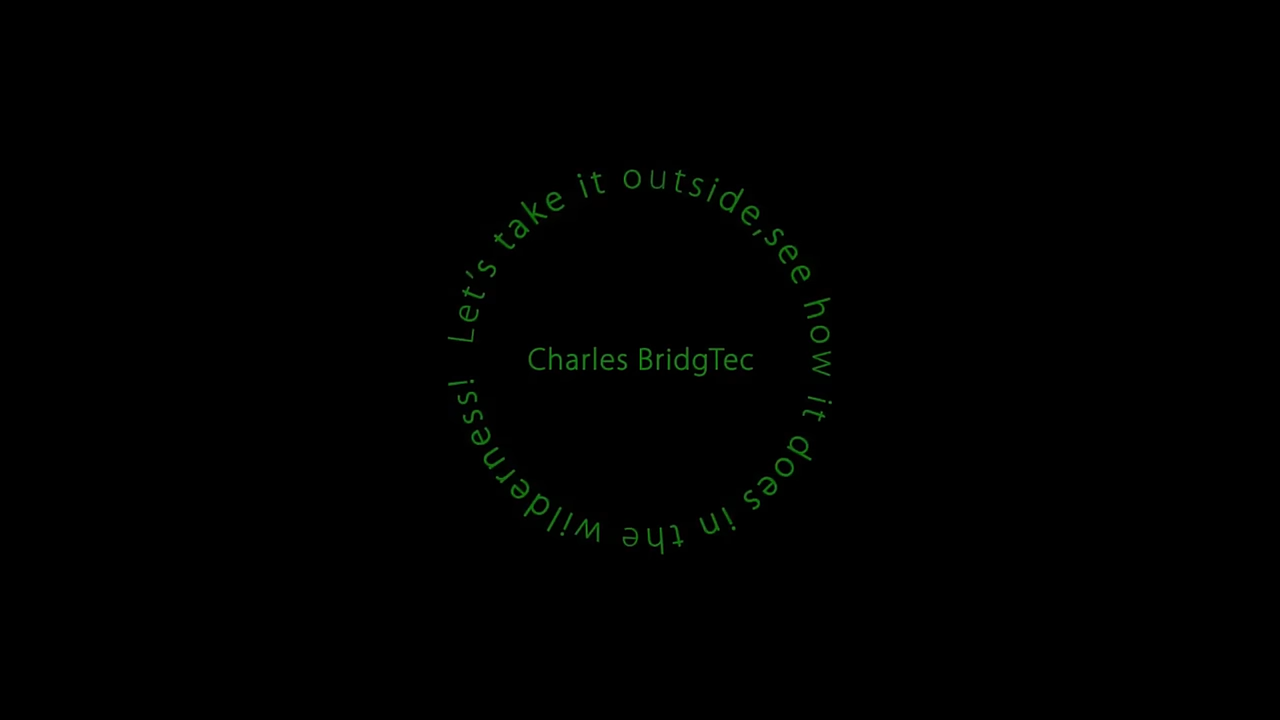 Let's take it outside,see how it does in the wilderness!
Charles BridgTec